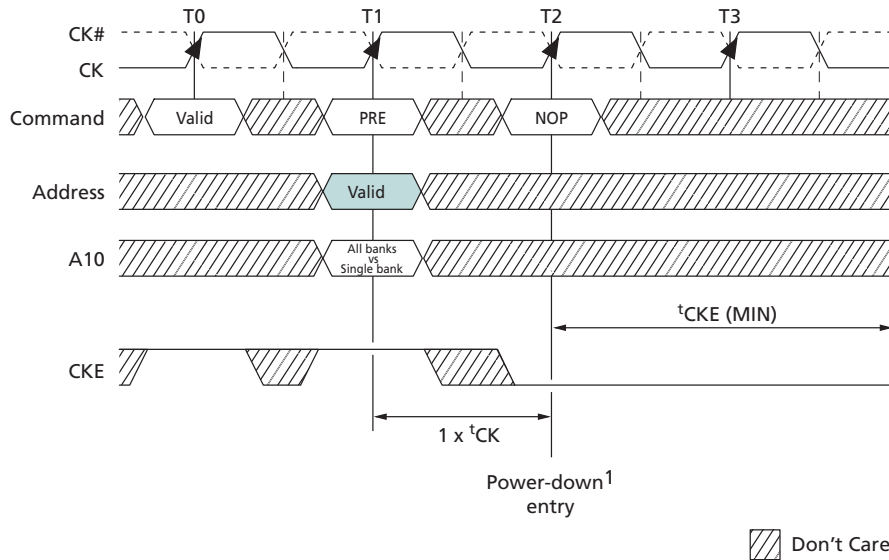 T0 T1 T2 T3
CK#
CK
Command Valid PRE NOP
Address Valid
A10 All banks
vs
Single bank
tCKE (MIN)
CKE
1 x tCK
Power-down1
entry
Don't Care